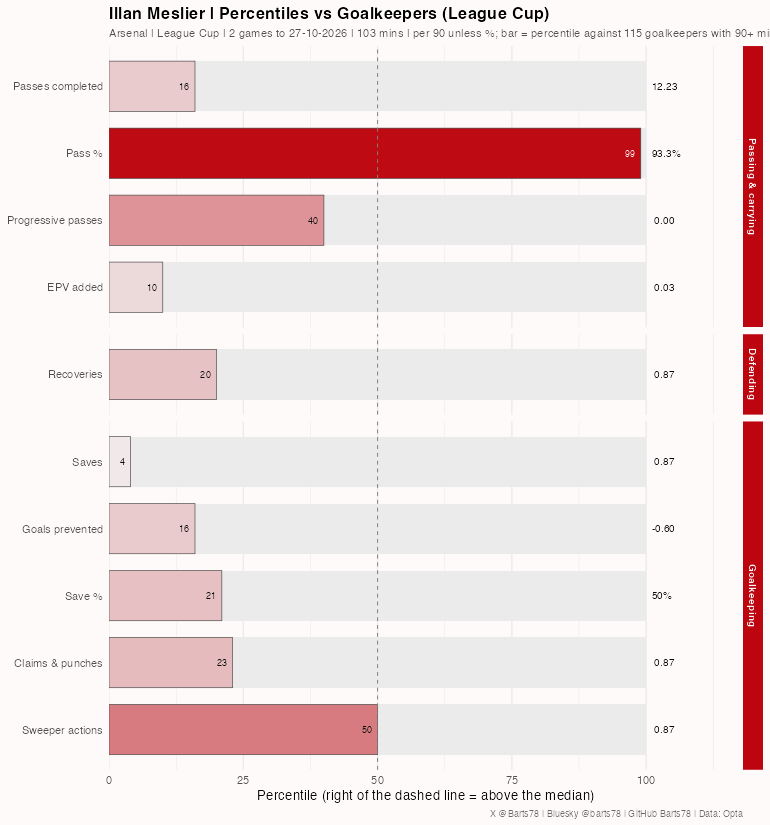 Illan Meslier | Percentiles vs Goalkeepers (League Cup)
Arsenal | League Cup | 2 games to 27-10-2026 | 103 mins | per 90 unless %; bar = percentile against 115 goalkeepers with 90+ mi
Passes completed 16 12.23
Pass % 99 93.3%
Progressive passes 40 0.00
EPV added 10 0.03
Passing & carrying
Recoveries 20 0.87
Defending
Saves 4 0.87
Goals prevented 16 -0.60
Save % 21 50%
Claims & punches 23 0.87
Sweeper actions 50 0.87
Goalkeeping
0 25 50 75 100
Percentile (right of the dashed line = above the median)
X @Barts78 | Bluesky @barts78 | GitHub Barts78 | Data: Opta